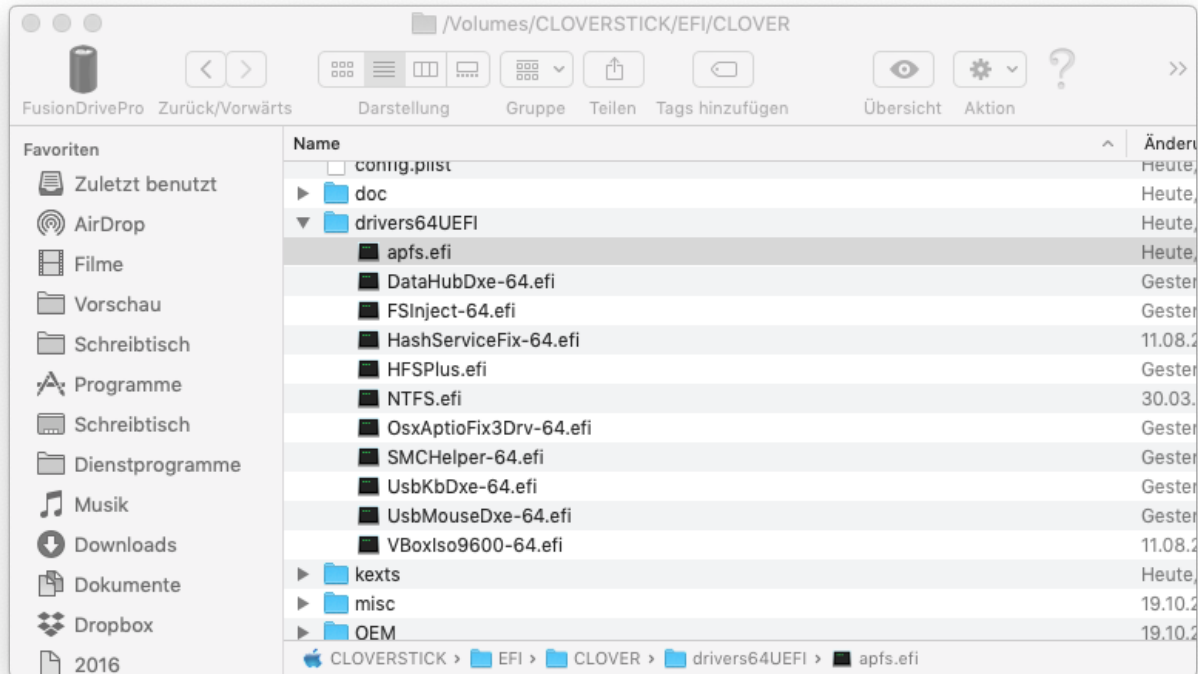 /Volumes/CLOVERSTICK/EFI/CLOVER
FusionDrivePro Zurück/Vorwärts Darstellung Gruppe Teilen Tags hinzufügen Übersicht Aktion
Favoriten
Zuletzt benutzt
AirDrop
Filme
Vorschau
Schreibtisch
Programme
Schreibtisch
Dienstprogramme
Musik
Downloads
Dokumente
Dropbox
2016
Name Änderu
config.plist Heute,
doc Heute,
drivers64UEFI Heute,
apfs.efi Heute,
DataHubDxe-64.efi Gester
FSInject-64.efi Gester
HashServiceFix-64.efi 11.08.2
HFSPlus.efi Gester
NTFS.efi 30.03.
OsxAptioFix3Drv-64.efi Gester
SMCHelper-64.efi Gester
UsbKbDxe-64.efi Gester
UsbMouseDxe-64.efi Gester
VBoxIso9600-64.efi 11.08.2
kexts Heute,
misc 19.10.2
OEM 19.10.2
CLOVERSTICK › EFI › CLOVER › drivers64UEFI › apfs.efi